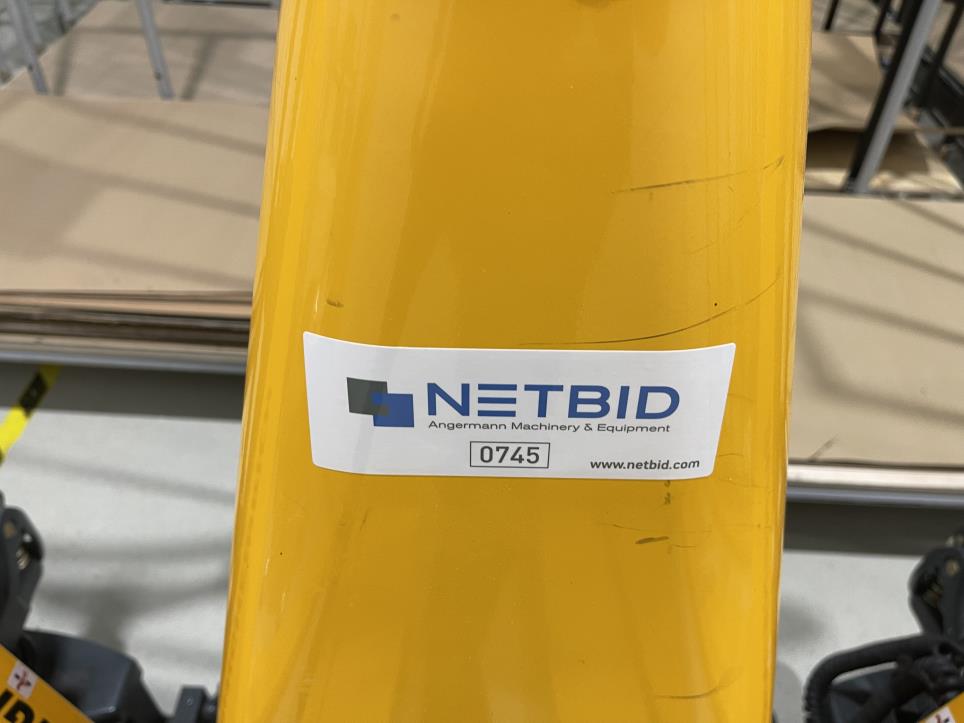 NETBID
Angermann Machinery & Equipment
0745
www.netbid.com